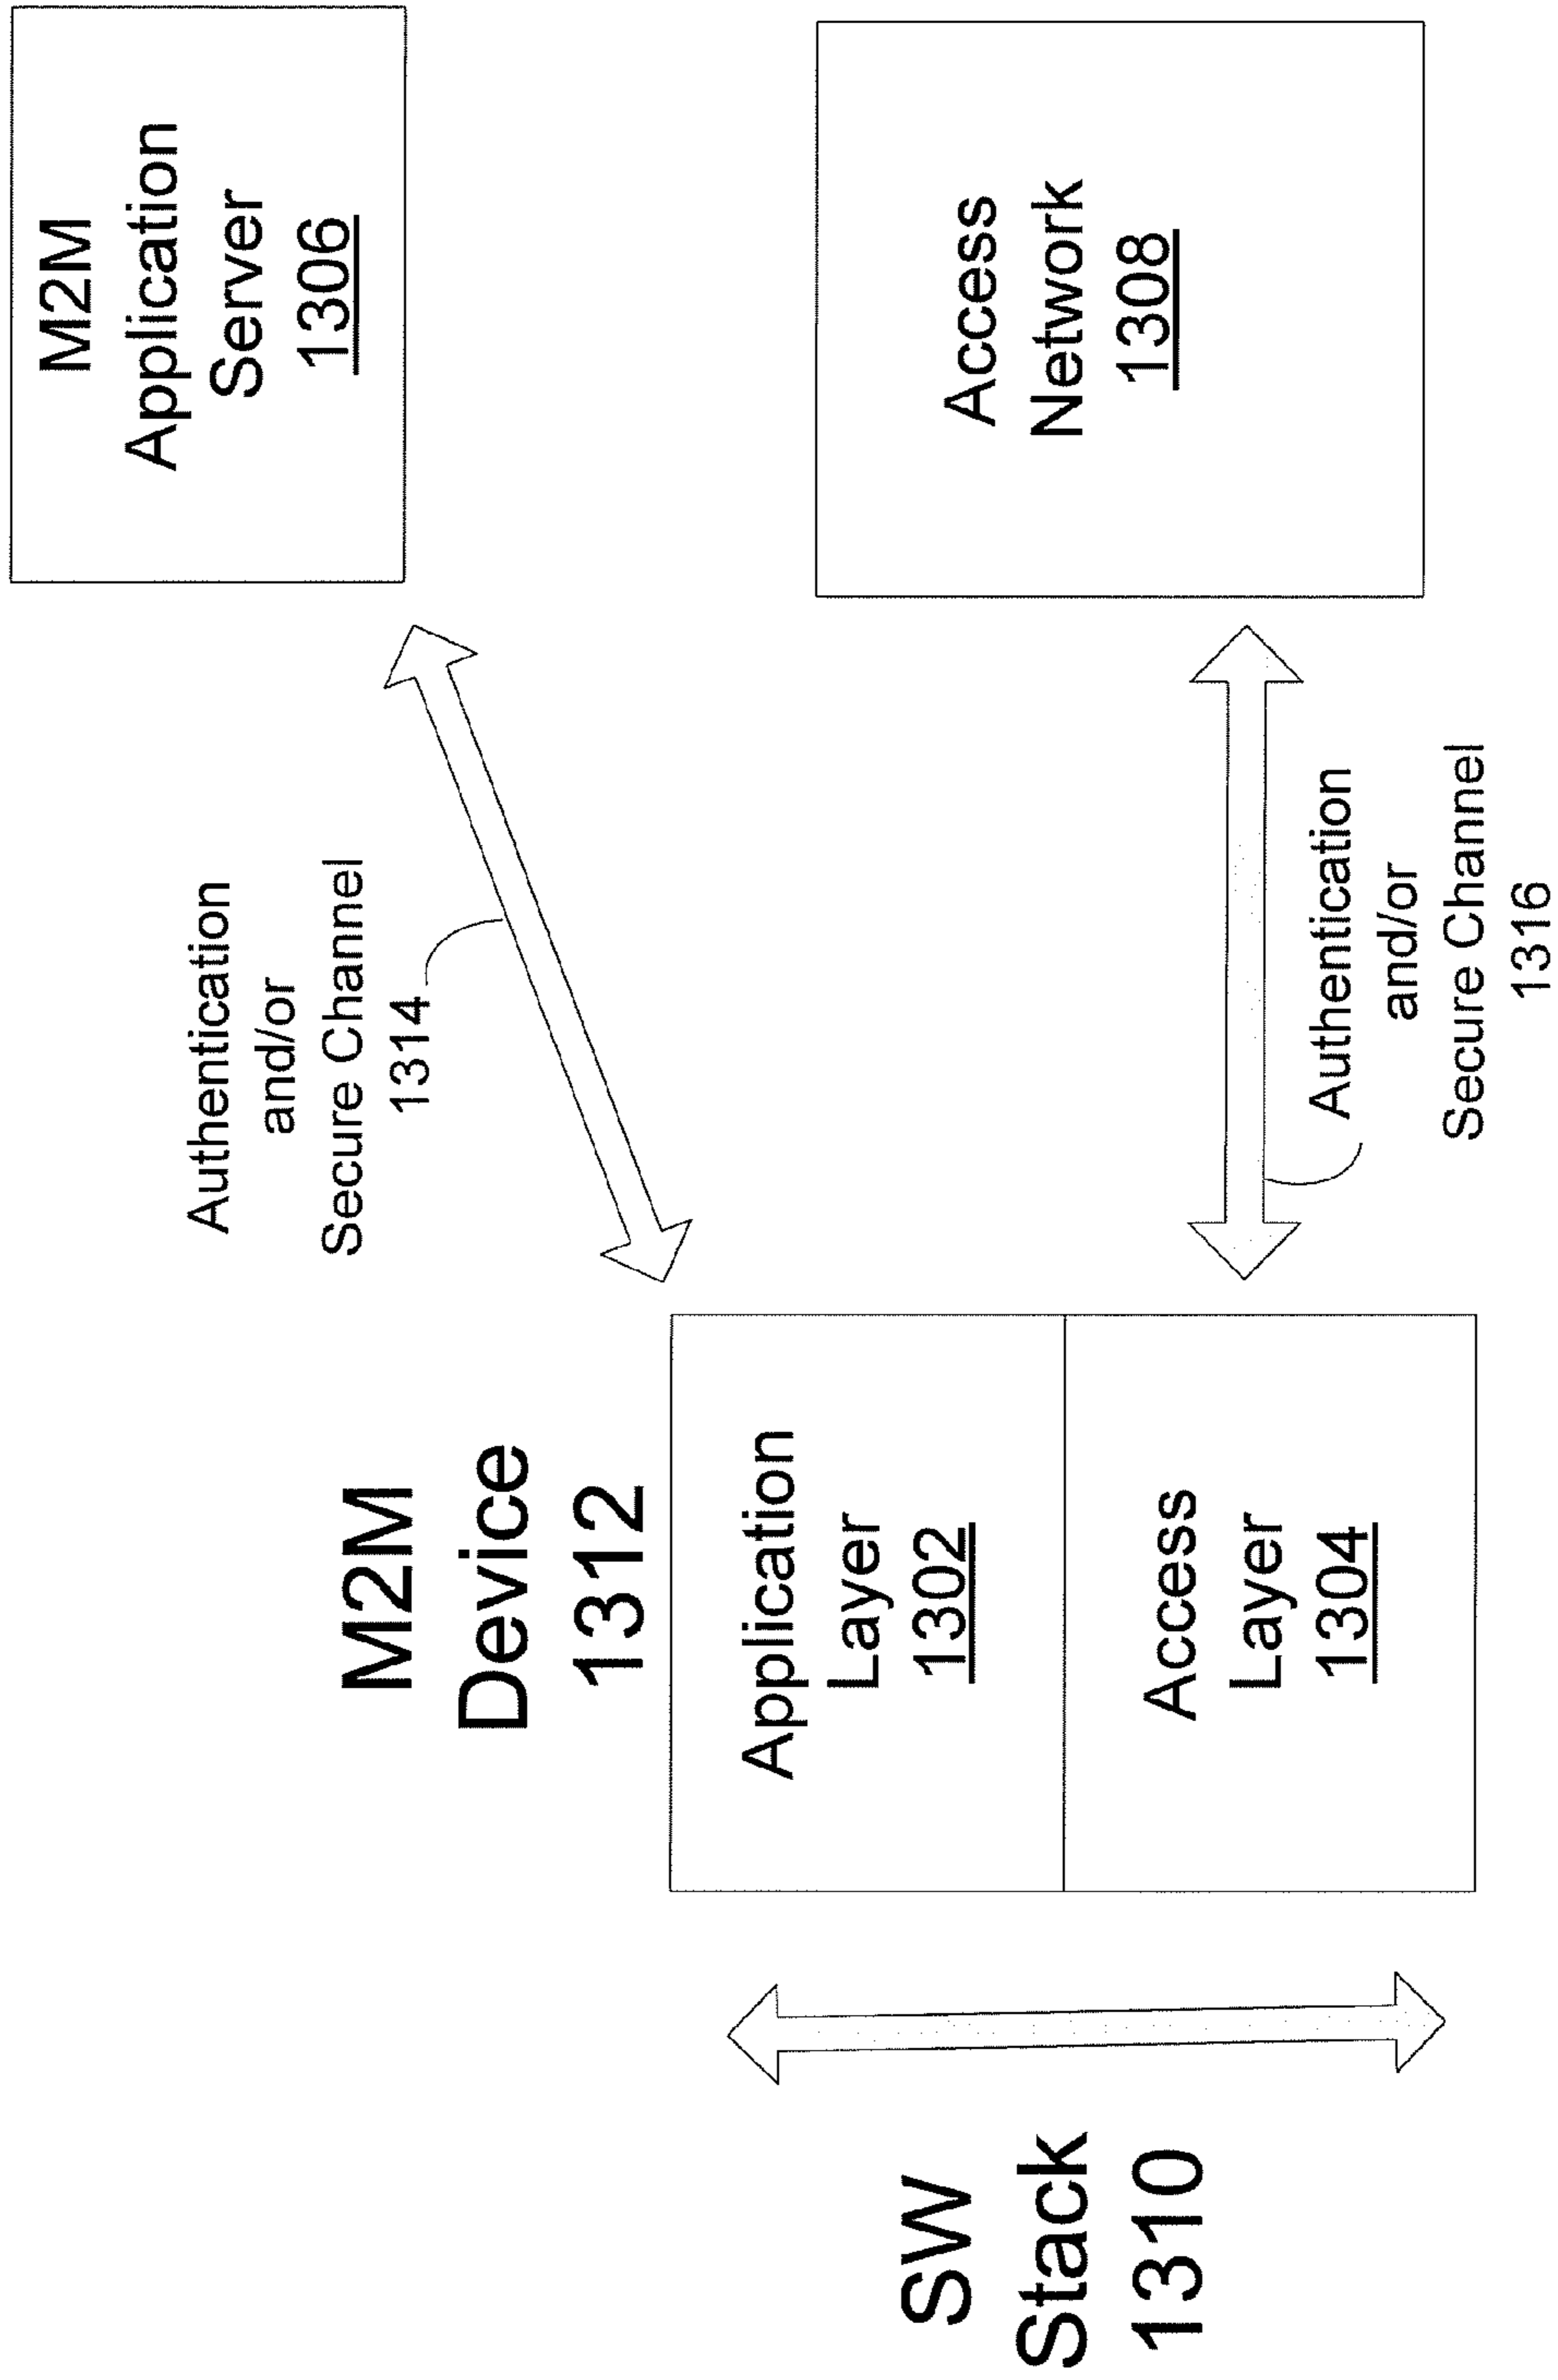 M2M
Device
1312
SW
Stack
1310
Application
Layer
1302
Access
Layer
1304
Authentication
and/or
Secure Channel
1314
Authentication
and/or
Secure Channel
1316
M2M
Application
Server
1306
Access
Network
1308